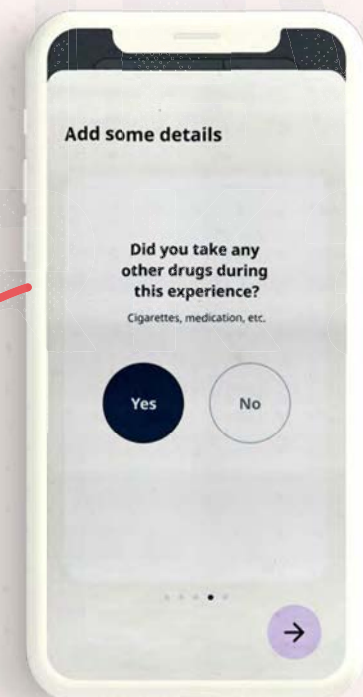 Add some details
Did you take any
other drugs during
this experience?
Cigarettes, medication, etc.
Yes
No